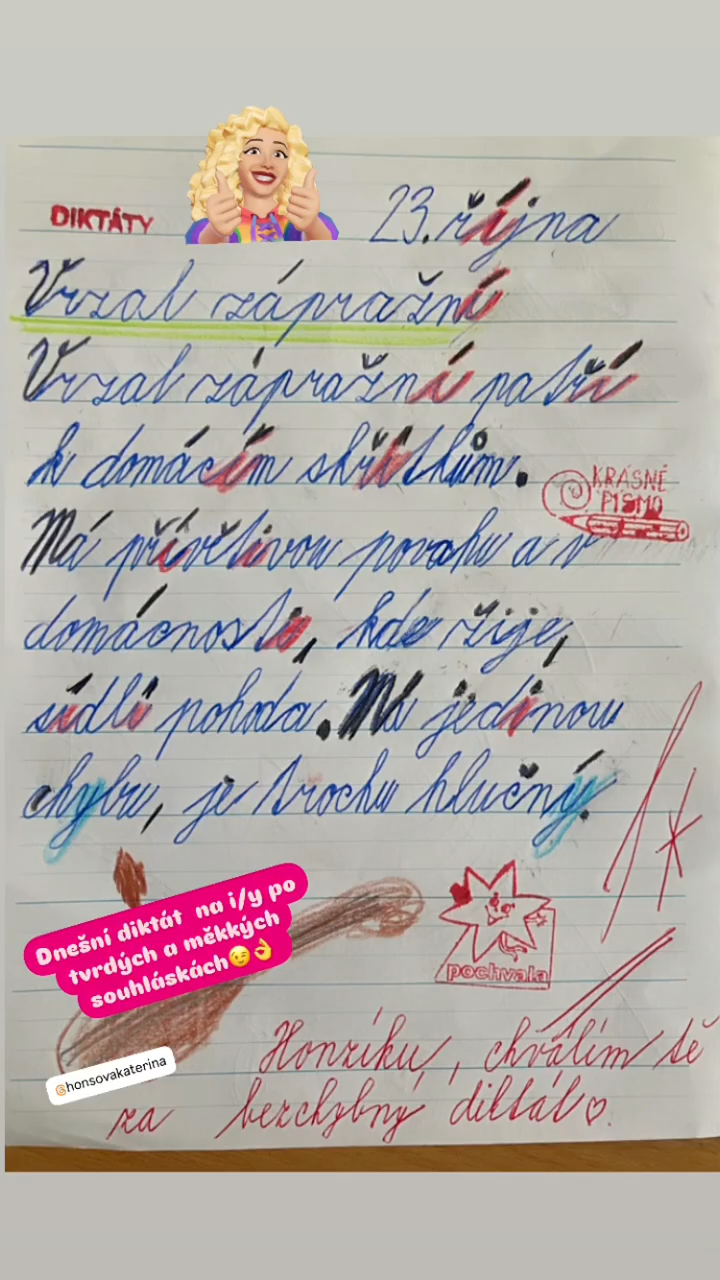 DIKTÁTY
23. října
Vrzal zápražní
Vrzal zápražní patří
k domácím skřítkům.
KRÁSNÉ
PÍSMO
Má přívětivou povahu a v
domácnosti, kde žije,
sídlí pohoda. Má jedinou
chybu, je trochu hlučný.
1*
Dnešní diktát na i/y po
tvrdých a měkkých
souhláskách😉👌
pochvala
@honsovakaterina
Honzíku, chválím tě
za bezchybný diktát♡.